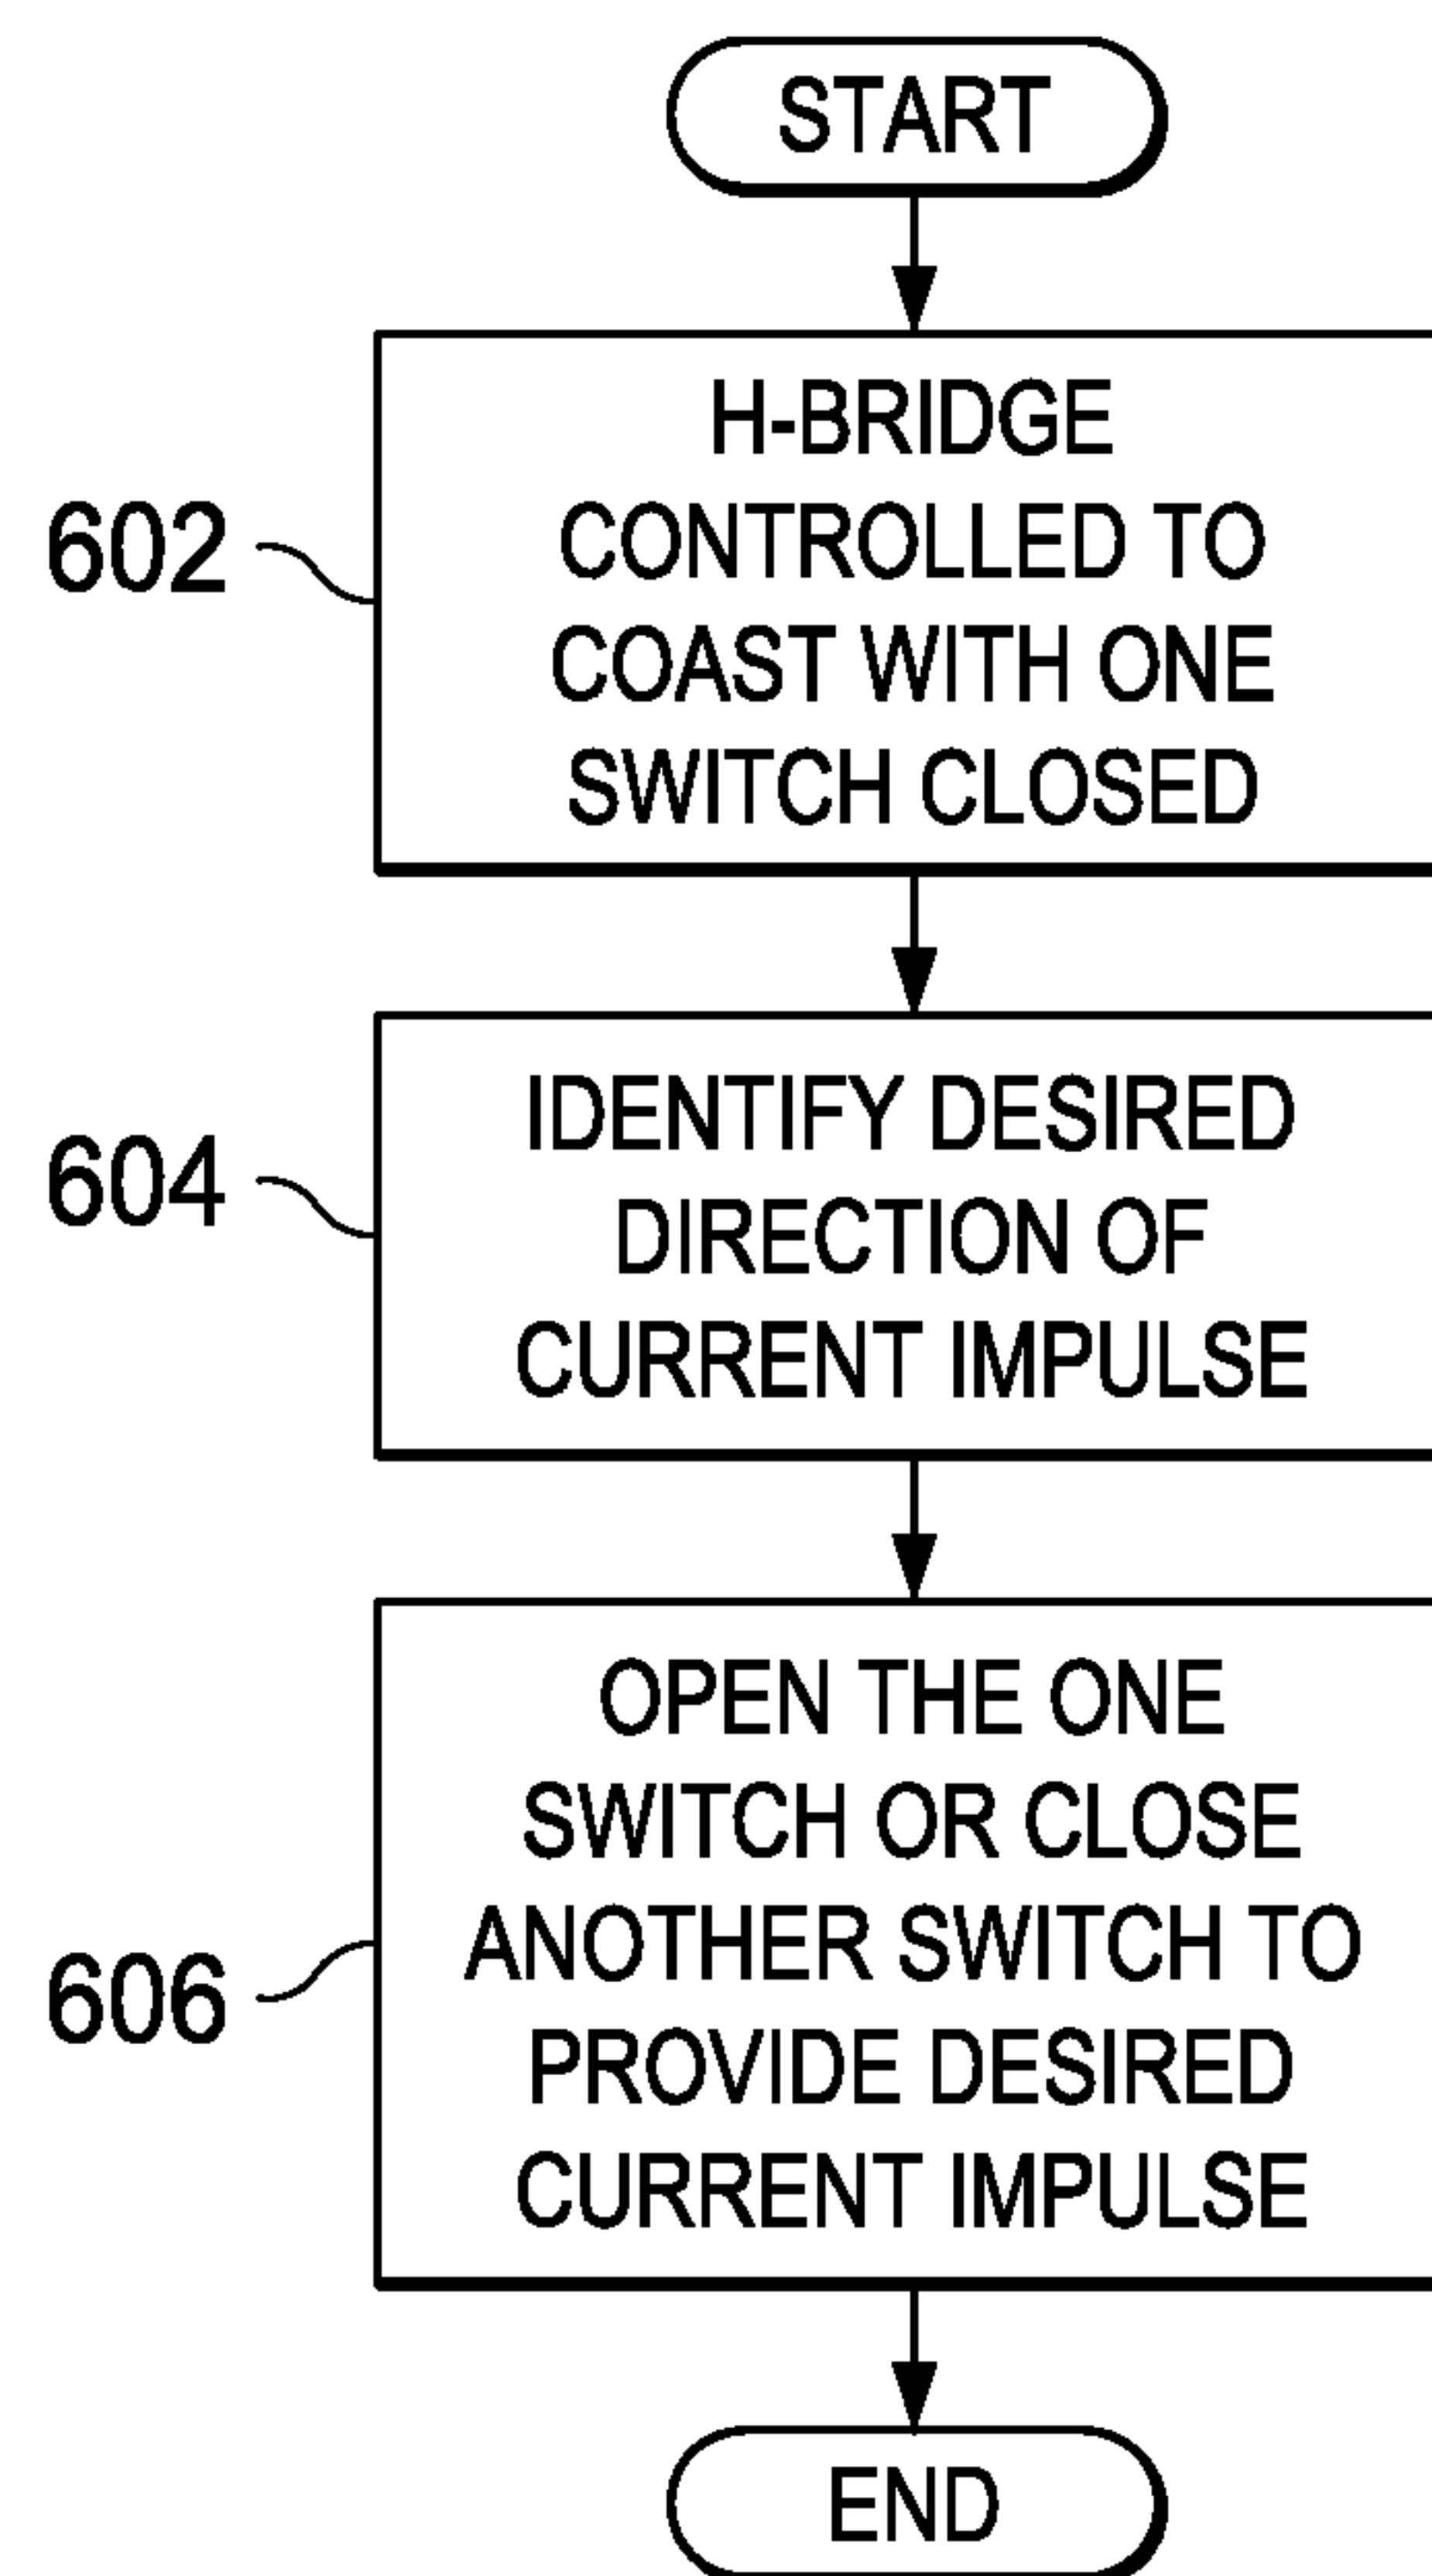 START
H-BRIDGE
CONTROLLED TO
COAST WITH ONE
SWITCH CLOSED
602
IDENTIFY DESIRED
DIRECTION OF
CURRENT IMPULSE
604
OPEN THE ONE
SWITCH OR CLOSE
ANOTHER SWITCH TO
PROVIDE DESIRED
CURRENT IMPULSE
606
END